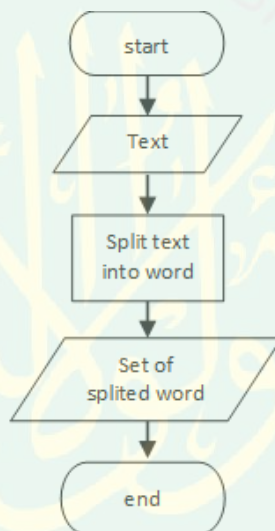 start
Text
Split text
into word
Set of
splited word
end